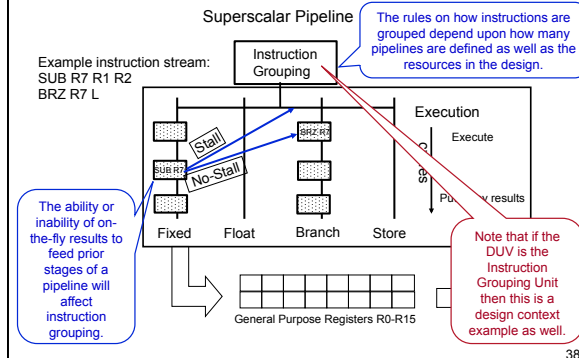 Superscalar Pipeline
The rules on how instructions are
grouped depend upon how many
pipelines are defined as well as the
resources in the design.
Instruction
Grouping
Example instruction stream:
SUB R7 R1 R2
BRZ R7 L
Execution
Execute
Stall
BRZ R7
SUB R7
No-Stall
results
Fixed
Float
Branch
Store
The ability or
inability of on-
the-fly results to
feed prior
stages of a
pipeline will
affect
instruction
grouping.
Note that if the
DUV is the
Instruction
Grouping Unit
then this is a
design context
example as well.
General Purpose Registers R0-R15
38